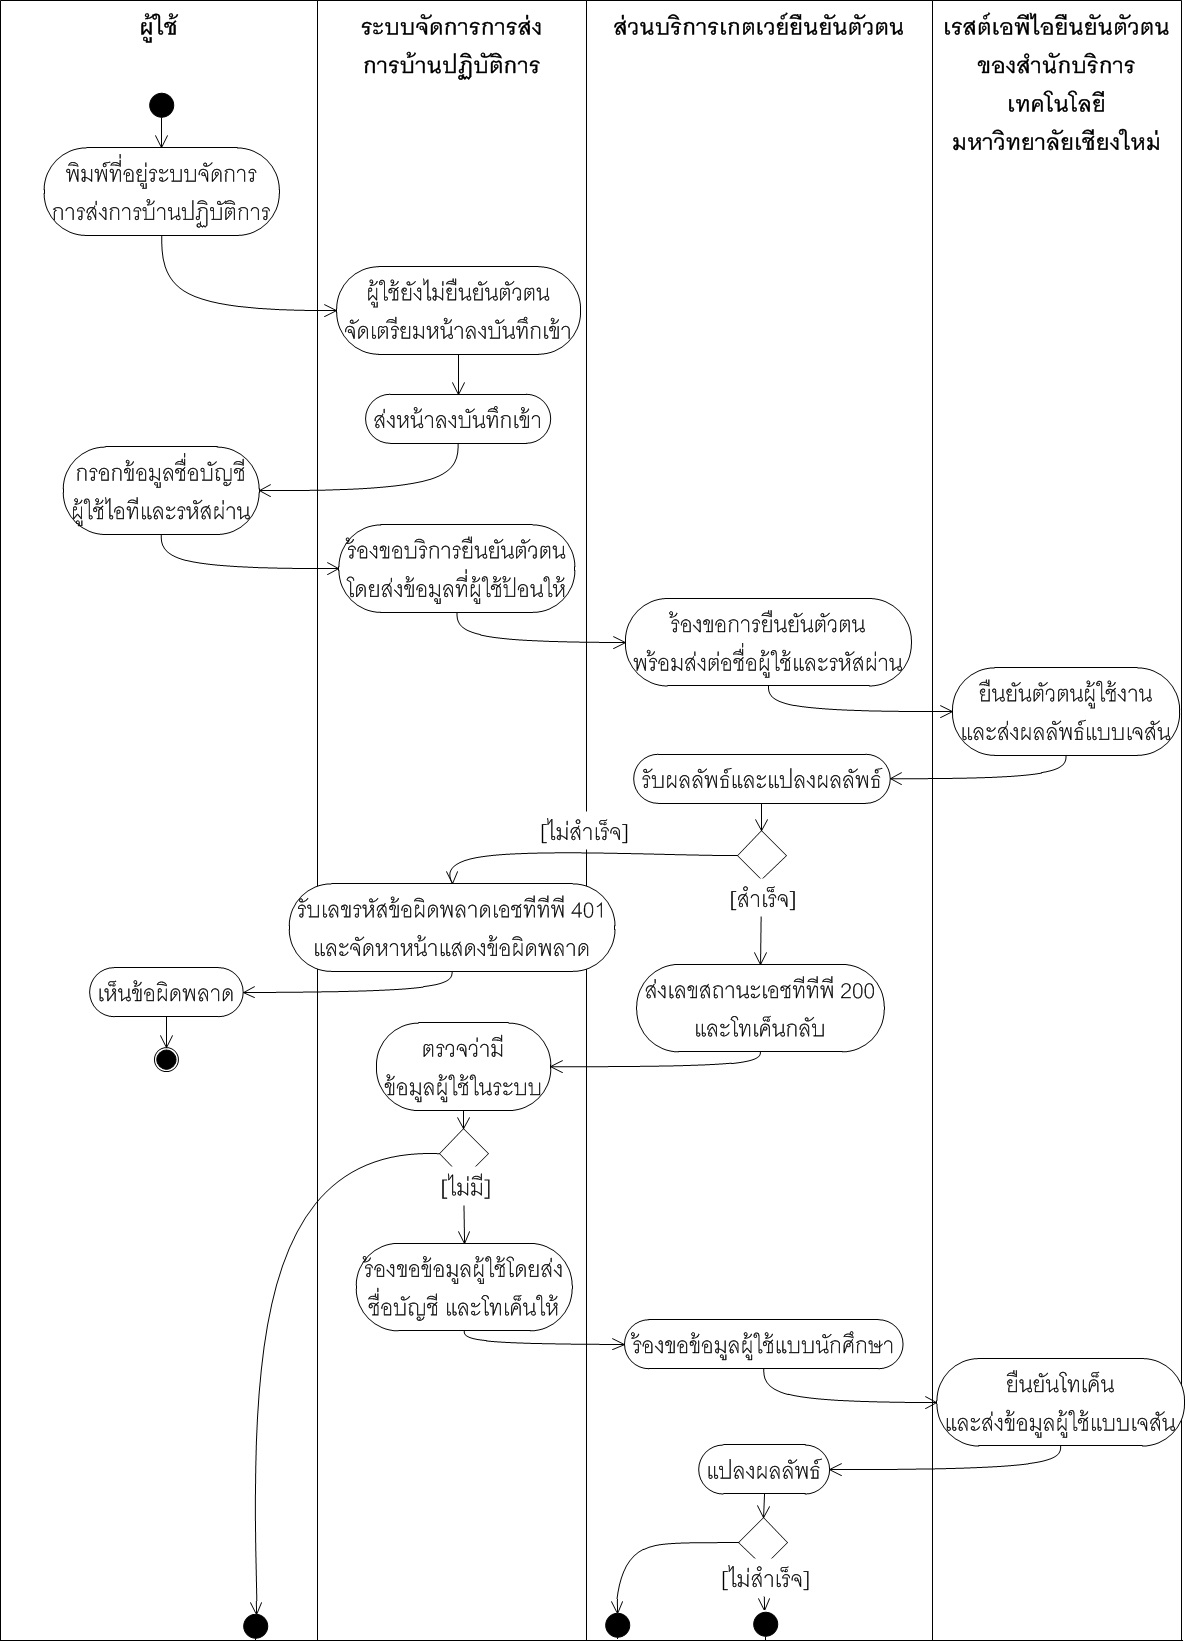 ผู้ใช้
ระบบจัดการการส่ง
การบ้านปฏิบัติการ
ส่วนบริการเกตเวย์ยืนยันตัวตน
เรสต์เอพีไอยืนยันตัวตน
ของสำนักบริการ
เทคโนโลยี
มหาวิทยาลัยเชียงใหม่
พิมพ์ที่อยู่ระบบจัดการ
การส่งการบ้านปฏิบัติการ
ผู้ใช้ยังไม่ยืนยันตัวตน
จัดเตรียมหน้าลงบันทึกเข้า
ส่งหน้าลงบันทึกเข้า
กรอกข้อมูลชื่อบัญชี
ผู้ใช้ไอทีและรหัสผ่าน
ร้องขอบริการยืนยันตัวตน
โดยส่งข้อมูลที่ผู้ใช้ป้อนให้
ร้องขอการยืนยันตัวตน
พร้อมส่งต่อชื่อผู้ใช้และรหัสผ่าน
ยืนยันตัวตนผู้ใช้งาน
และส่งผลลัพธ์แบบเจสัน
รับผลลัพธ์และแปลงผลลัพธ์
[ไม่สำเร็จ]
[สำเร็จ]
รับเลขรหัสข้อผิดพลาดเอชทีทีพี 401
และจัดหาหน้าแสดงข้อผิดพลาด
เห็นข้อผิดพลาด
ส่งเลขสถานะเอชทีทีพี 200
และโทเค็นกลับ
ตรวจว่ามี
ข้อมูลผู้ใช้ในระบบ
[ไม่มี]
ร้องขอข้อมูลผู้ใช้โดยส่ง
ชื่อบัญชี และโทเค็นให้
ร้องขอข้อมูลผู้ใช้แบบนักศึกษา
ยืนยันโทเค็น
และส่งข้อมูลผู้ใช้แบบเจสัน
แปลงผลลัพธ์
[ไม่สำเร็จ]